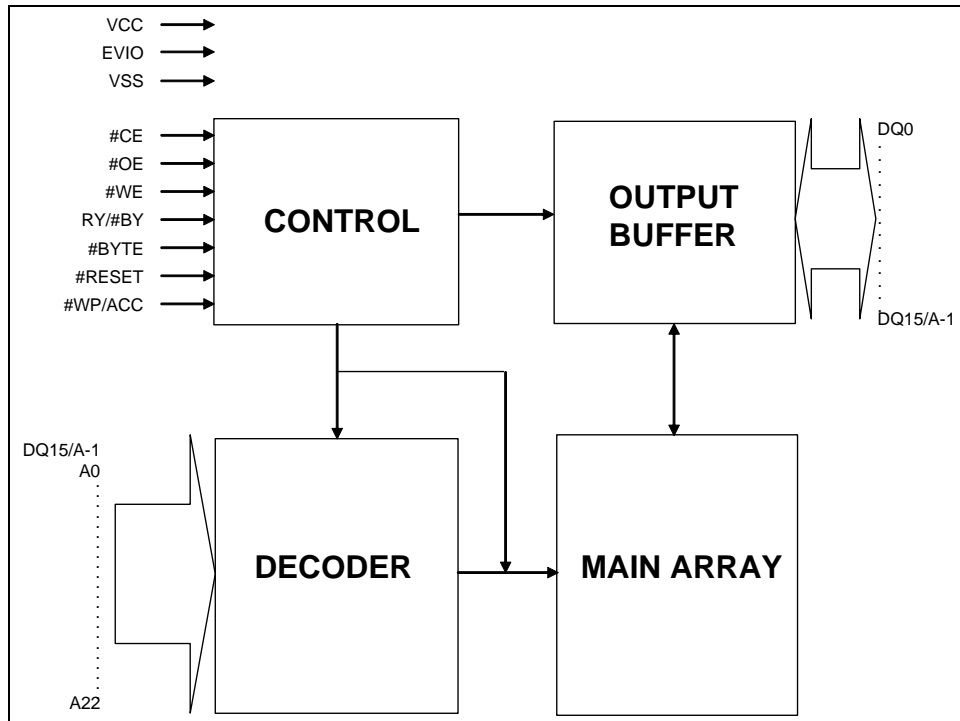 VCC
EVIO
VSS
#CE
#OE
#WE
RY/#BY
#BYTE
#RESET
#WP/ACC
CONTROL
OUTPUT
BUFFER
DQ0
DQ15/A-1
DQ15/A-1
A0
A22
DECODER
MAIN ARRAY